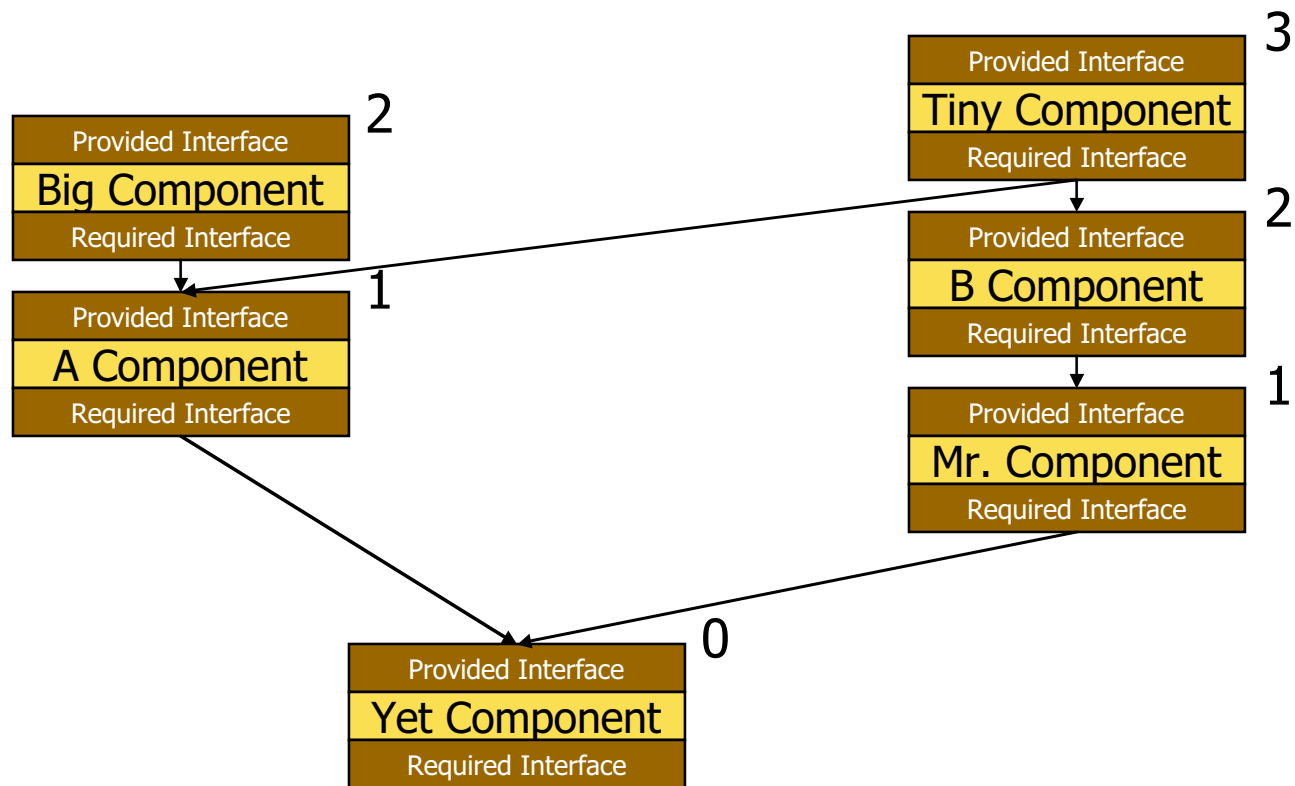 3
Provided Interface
Tiny Component
Required Interface
2
Provided Interface
Big Component
Required Interface
2
Provided Interface
B Component
Required Interface
1
Provided Interface
A Component
Required Interface
1
Provided Interface
Mr. Component
Required Interface
0
Provided Interface
Yet Component
Required Interface